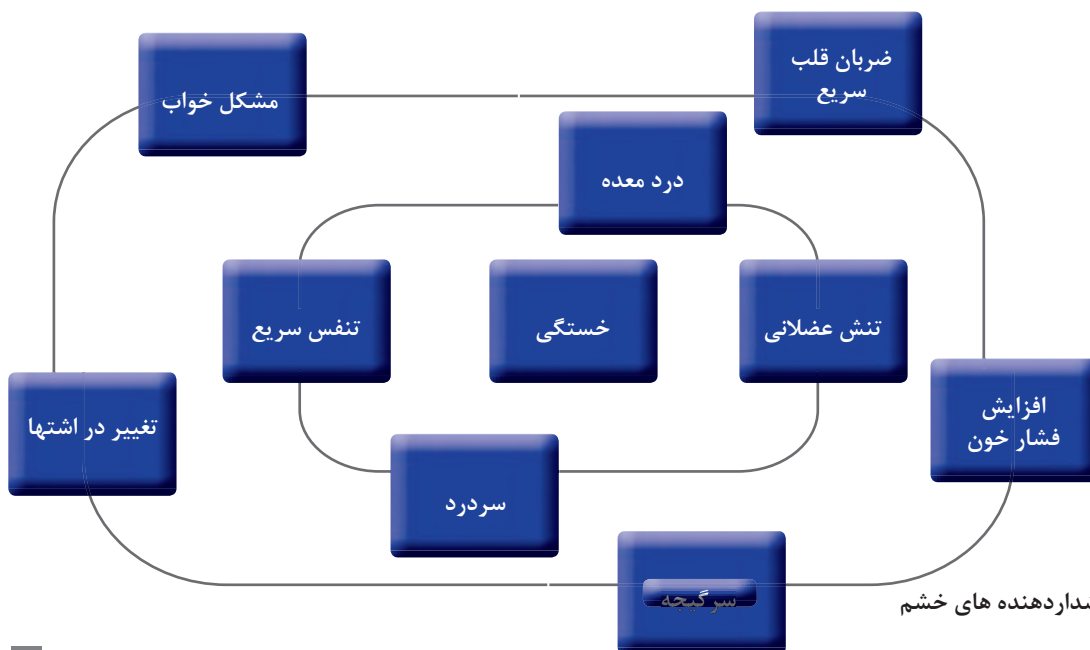 ضربان قلب
سریع
مشکل خواب
درد معده
تنش عضلانی
خستگی
تنفس سریع
افزایش
فشار خون
تغییر در اشتها
سردرد
سرگیجه
های خشم